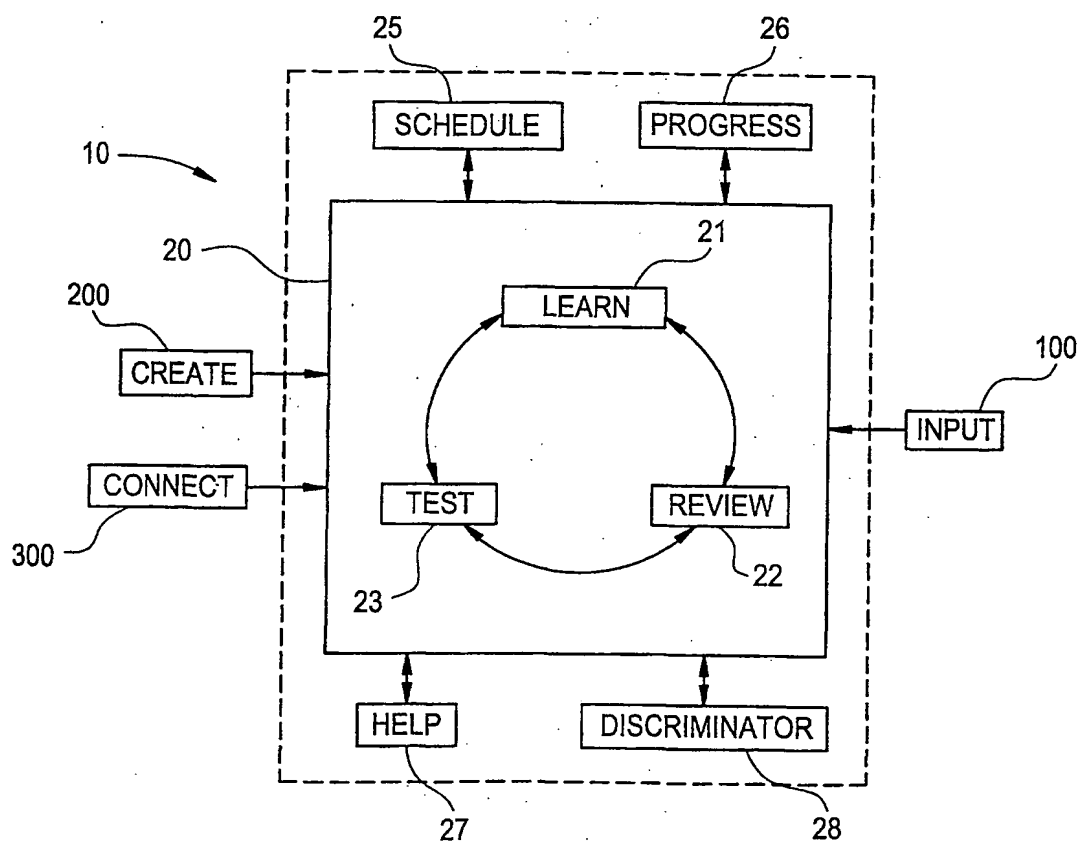 25
26
SCHEDULE
PROGRESS
10
20
21
200
LEARN
CREATE
100
INPUT
CONNECT
TEST
REVIEW
300
23
22
HELP
DISCRIMINATOR
27
28